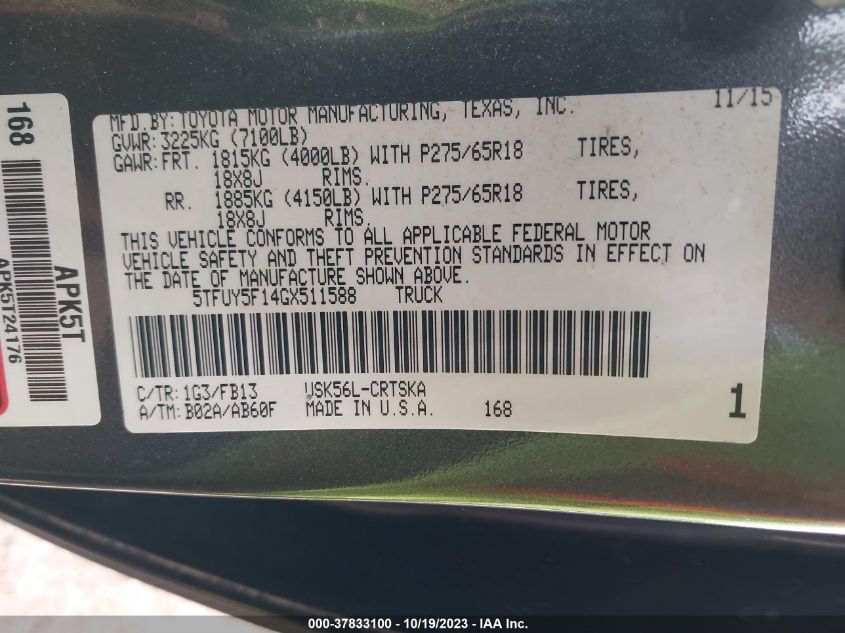 MFD.BY:TOYOTA MOTOR MANUFACTURING, TEXAS, INC. 11/15
GVWR:3225KG (7100LB)
GAWR:FRT. 1815KG (4000LB) WITH P275/65R18 TIRES,
18X8J RIMS.
RR. 1885KG (4150LB) WITH P275/65R18 TIRES,
18X8J RIMS.
THIS VEHICLE CONFORMS TO ALL APPLICABLE FEDERAL MOTOR
VEHICLE SAFETY AND THEFT PREVENTION STANDARDS IN EFFECT ON
THE DATE OF MANUFACTURE SHOWN ABOVE.
5TFUY5F14GX511588 TRUCK
C/TR:1G3/FB13 USK56L-CRTSKA
A/TM:B02A/AB60F MADE IN U.S.A. 168 1
168
APK5T
APK5T24176
000-37833100 - 10/19/2023 - IAA Inc.